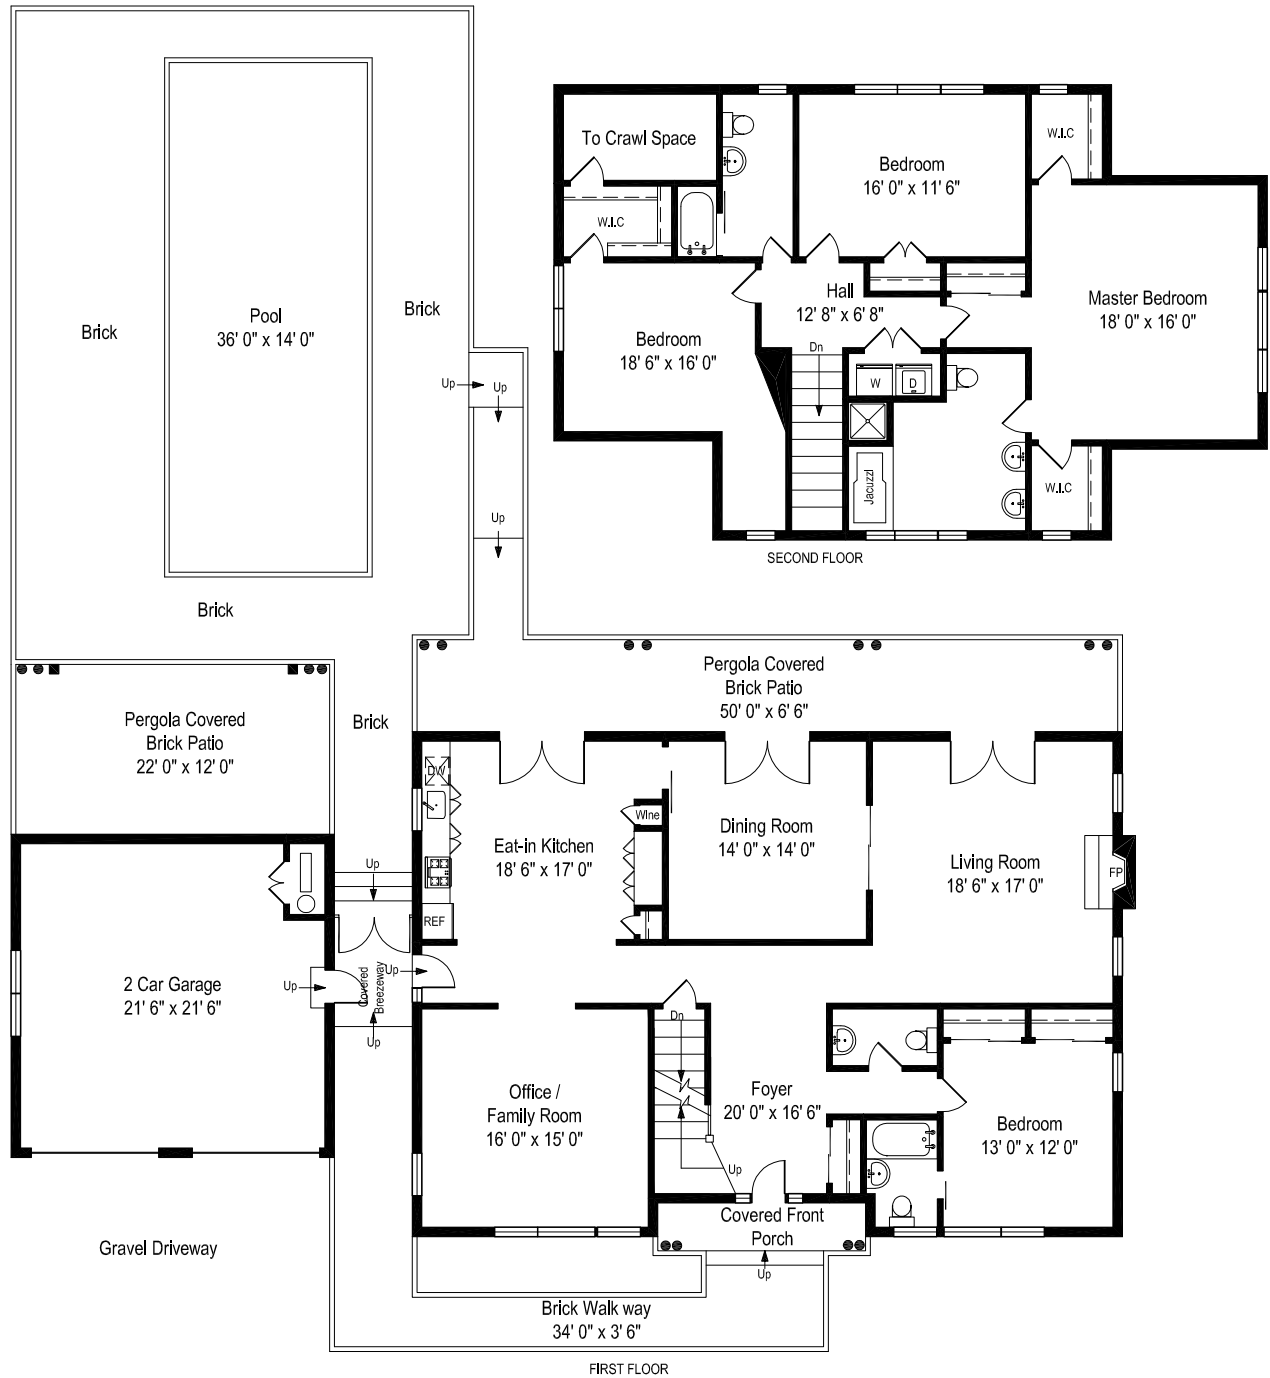 To Crawl Space
W.I.C
Bedroom
16' 0" x 11' 6"
W.I.C
Hall
12' 8" x 6' 8"
Master Bedroom
18' 0" x 16' 0"
Bedroom
18' 6" x 16' 0"
Dn
W
D
Jacuzzi
W.I.C
SECOND FLOOR
Brick
Pool
36' 0" x 14' 0"
Brick
Up
Up
Up
Brick
Pergola Covered
Brick Patio
22' 0" x 12' 0"
Brick
Pergola Covered
Brick Patio
50' 0" x 6' 6"
DW
Wine
Eat-in Kitchen
18' 6" x 17' 0"
Dining Room
14' 0" x 14' 0"
Living Room
18' 6" x 17' 0"
FP
REF
Up
2 Car Garage
21' 6" x 21' 6"
Up
Covered
Breezeway
Up
Up
Dn
Office /
Family Room
16' 0" x 15' 0"
Foyer
20' 0" x 16' 6"
Up
Bedroom
13' 0" x 12' 0"
Covered Front
Porch
Up
Gravel Driveway
Brick Walk way
34' 0" x 3' 6"
FIRST FLOOR